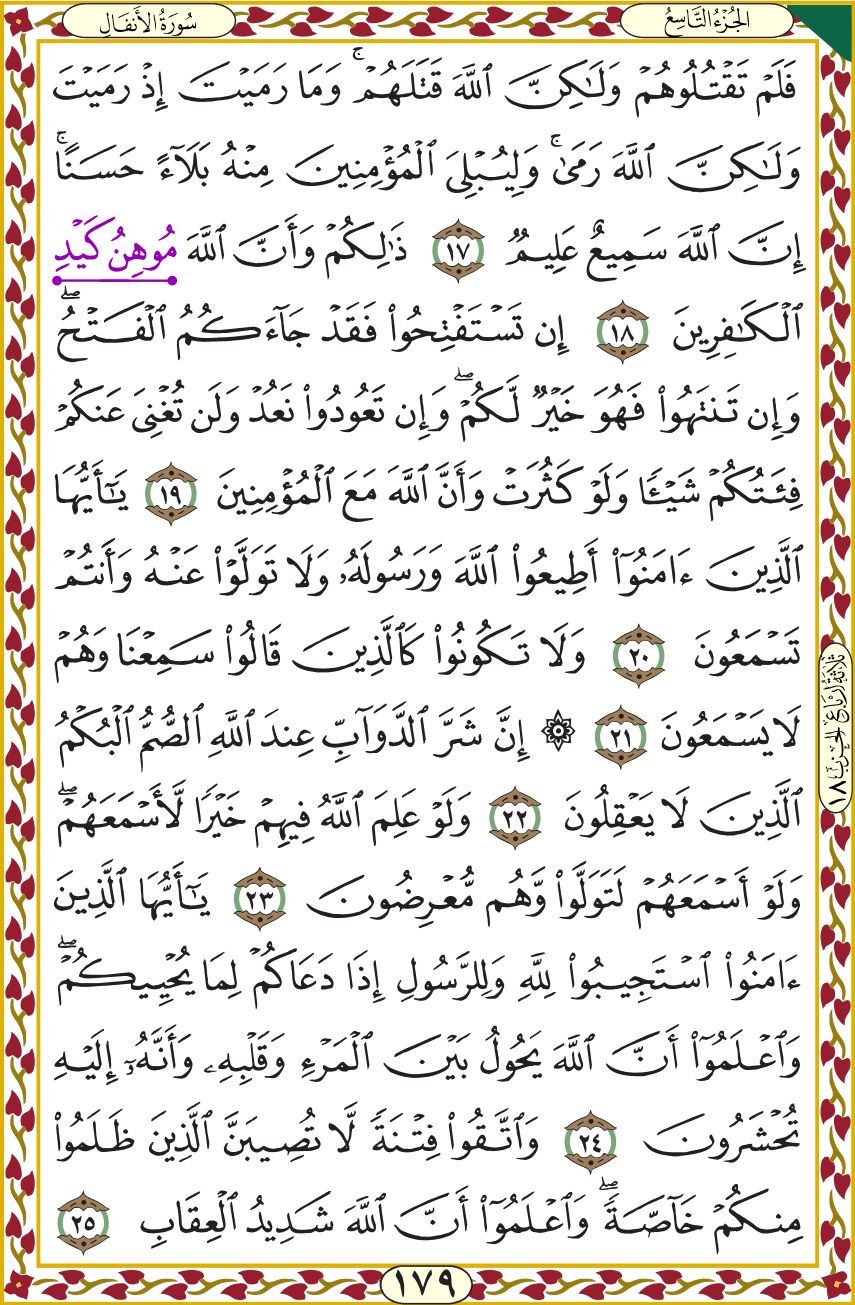 سُورَةُ الأَنفَالِ
الجُزْءُ التَّاسِعُ
فَلَمْ تَقْتُلُوهُمْ وَلَٰكِنَّ ٱللَّهَ قَتَلَهُمْ ۚ وَمَا رَمَيْتَ إِذْ رَمَيْتَ
وَلَٰكِنَّ ٱللَّهَ رَمَىٰ ۚ وَلِيُبْلِىَ ٱلْمُؤْمِنِينَ مِنْهُ بَلَآءً حَسَنًا ۚ
إِنَّ ٱللَّهَ سَمِيعٌ عَلِيمٌ ١٧ ذَٰلِكُمْ وَأَنَّ ٱللَّهَ مُوهِنُ كَيْدِ
ٱلْكَٰفِرِينَ ١٨ إِن تَسْتَفْتِحُوا۟ فَقَدْ جَآءَكُمُ ٱلْفَتْحُ ۖ
وَإِن تَنتَهُوا۟ فَهُوَ خَيْرٌ لَّكُمْ ۖ وَإِن تَعُودُوا۟ نَعُدْ وَلَن تُغْنِىَ عَنكُمْ
فِئَتُكُمْ شَيْـًٔا وَلَوْ كَثُرَتْ وَأَنَّ ٱللَّهَ مَعَ ٱلْمُؤْمِنِينَ ١٩ يَٰٓأَيُّهَا
ٱلَّذِينَ ءَامَنُوٓا۟ أَطِيعُوا۟ ٱللَّهَ وَرَسُولَهُۥ وَلَا تَوَلَّوْا۟ عَنْهُ وَأَنتُمْ
تَسْمَعُونَ ٢٠ وَلَا تَكُونُوا۟ كَٱلَّذِينَ قَالُوا۟ سَمِعْنَا وَهُمْ
لَا يَسْمَعُونَ ٢١ ۞ إِنَّ شَرَّ ٱلدَّوَآبِّ عِندَ ٱللَّهِ ٱلصُّمُّ ٱلْبُكْمُ
ٱلَّذِينَ لَا يَعْقِلُونَ ٢٢ وَلَوْ عَلِمَ ٱللَّهُ فِيهِمْ خَيْرًا لَّأَسْمَعَهُمْ ۖ
وَلَوْ أَسْمَعَهُمْ لَتَوَلَّوا۟ وَّهُم مُّعْرِضُونَ ٢٣ يَٰٓأَيُّهَا ٱلَّذِينَ
ءَامَنُوا۟ ٱسْتَجِيبُوا۟ لِلَّهِ وَلِلرَّسُولِ إِذَا دَعَاكُمْ لِمَا يُحْيِيكُمْ ۖ
وَٱعْلَمُوٓا۟ أَنَّ ٱللَّهَ يَحُولُ بَيْنَ ٱلْمَرْءِ وَقَلْبِهِۦ وَأَنَّهُۥٓ إِلَيْهِ
تُحْشَرُونَ ٢٤ وَٱتَّقُوا۟ فِتْنَةً لَّا تُصِيبَنَّ ٱلَّذِينَ ظَلَمُوا۟
مِنكُمْ خَآصَّةً ۖ وَٱعْلَمُوٓا۟ أَنَّ ٱللَّهَ شَدِيدُ ٱلْعِقَابِ ٢٥
ثَلَاثَةُ أَرْبَاعِ الحِزْبِ ١٨
١٧٩